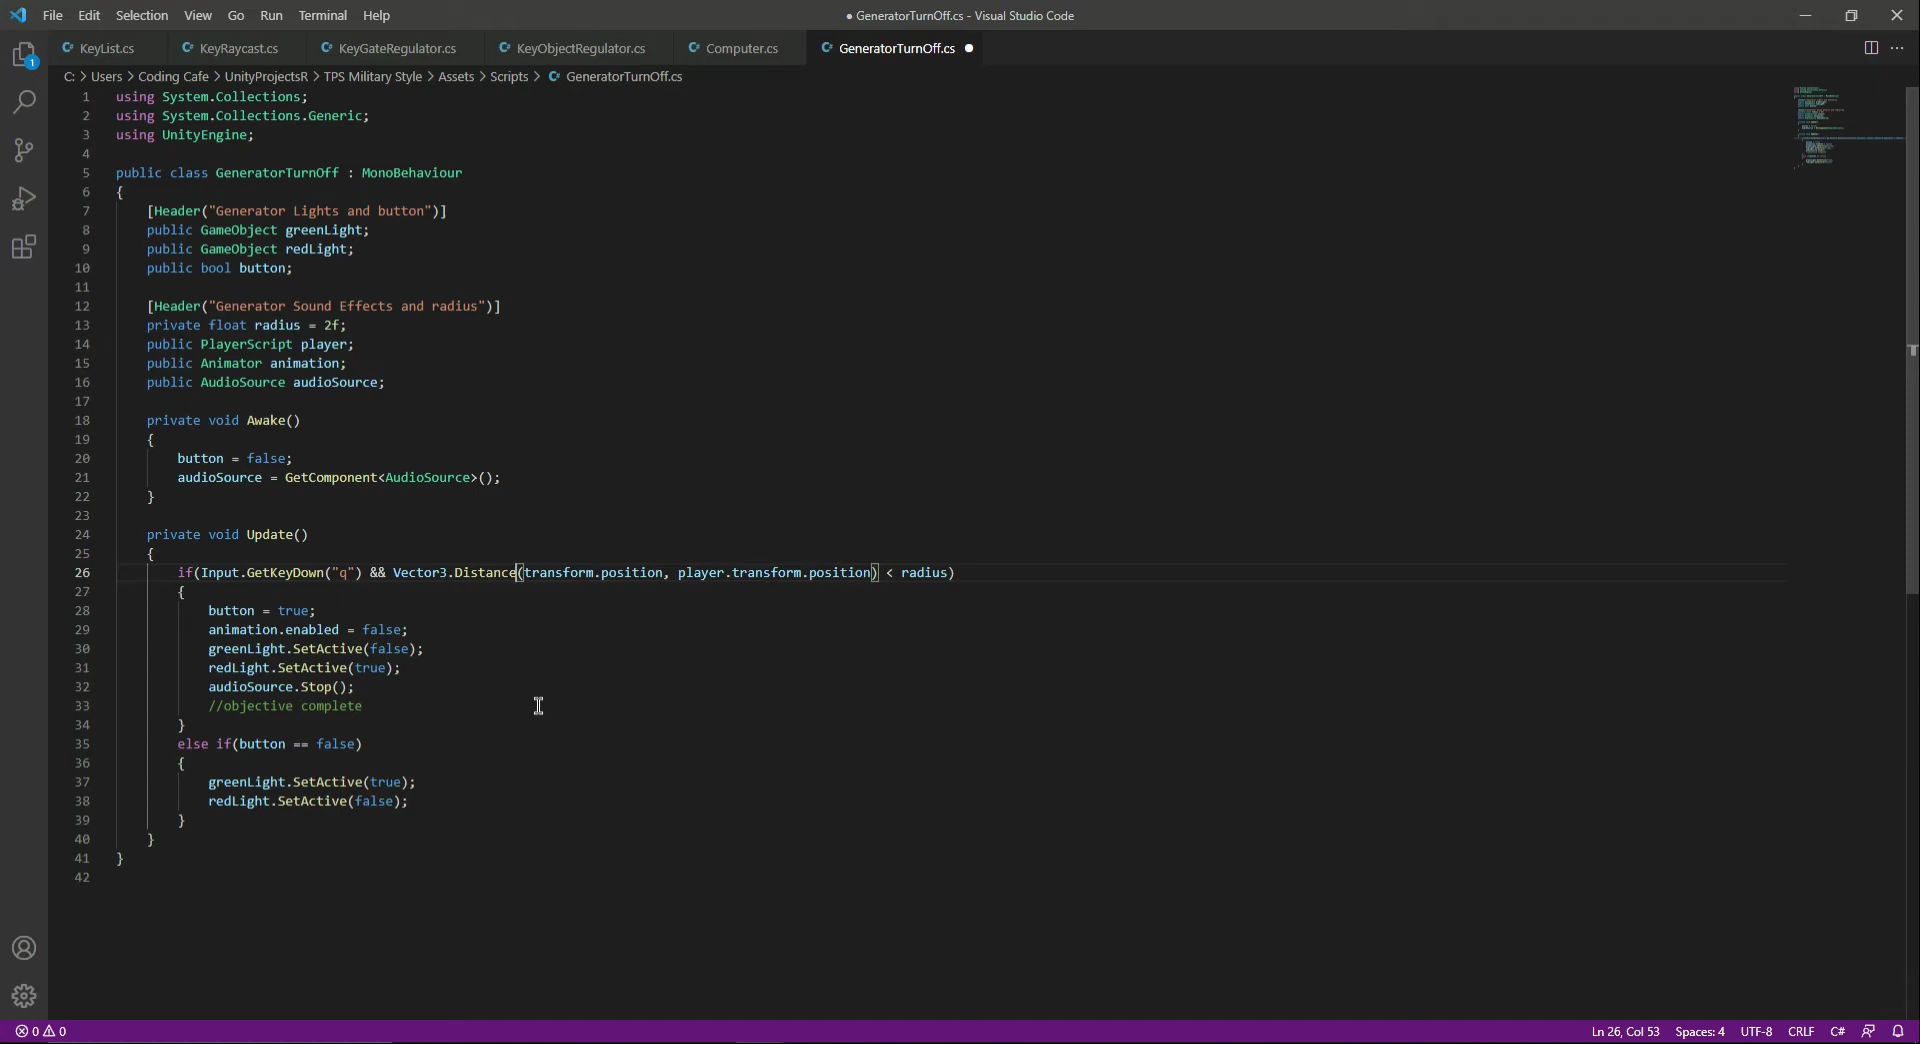 File Edit Selection View Go Run Terminal Help
● GeneratorTurnOff.cs - Visual Studio Code
KeyList.cs
KeyRaycast.cs
KeyGateRegulator.cs
KeyObjectRegulator.cs
Computer.cs
GeneratorTurnOff.cs ●
1
C: > Users > Coding Cafe > UnityProjectsR > TPS Military Style > Assets > Scripts > GeneratorTurnOff.cs
1 using System.Collections;
2 using System.Collections.Generic;
3 using UnityEngine;
4
5 public class GeneratorTurnOff : MonoBehaviour
6 {
7 [Header("Generator Lights and button")]
8 public GameObject greenLight;
9 public GameObject redLight;
10 public bool button;
11
12 [Header("Generator Sound Effects and radius")]
13 private float radius = 2f;
14 public PlayerScript player;
15 public Animator animation;
16 public AudioSource audioSource;
17
18 private void Awake()
19 {
20 button = false;
21 audioSource = GetComponent<AudioSource>();
22 }
23
24 private void Update()
25 {
26 if(Input.GetKeyDown("q") && Vector3.Distance(transform.position, player.transform.position) < radius)
27 {
28 button = true;
29 animation.enabled = false;
30 greenLight.SetActive(false);
31 redLight.SetActive(true);
32 audioSource.Stop();
33 //objective complete
34 }
35 else if(button == false)
36 {
37 greenLight.SetActive(true);
38 redLight.SetActive(false);
39 }
40 }
41 }
42
0 0
Ln 26, Col 53 Spaces: 4 UTF-8 CRLF C#